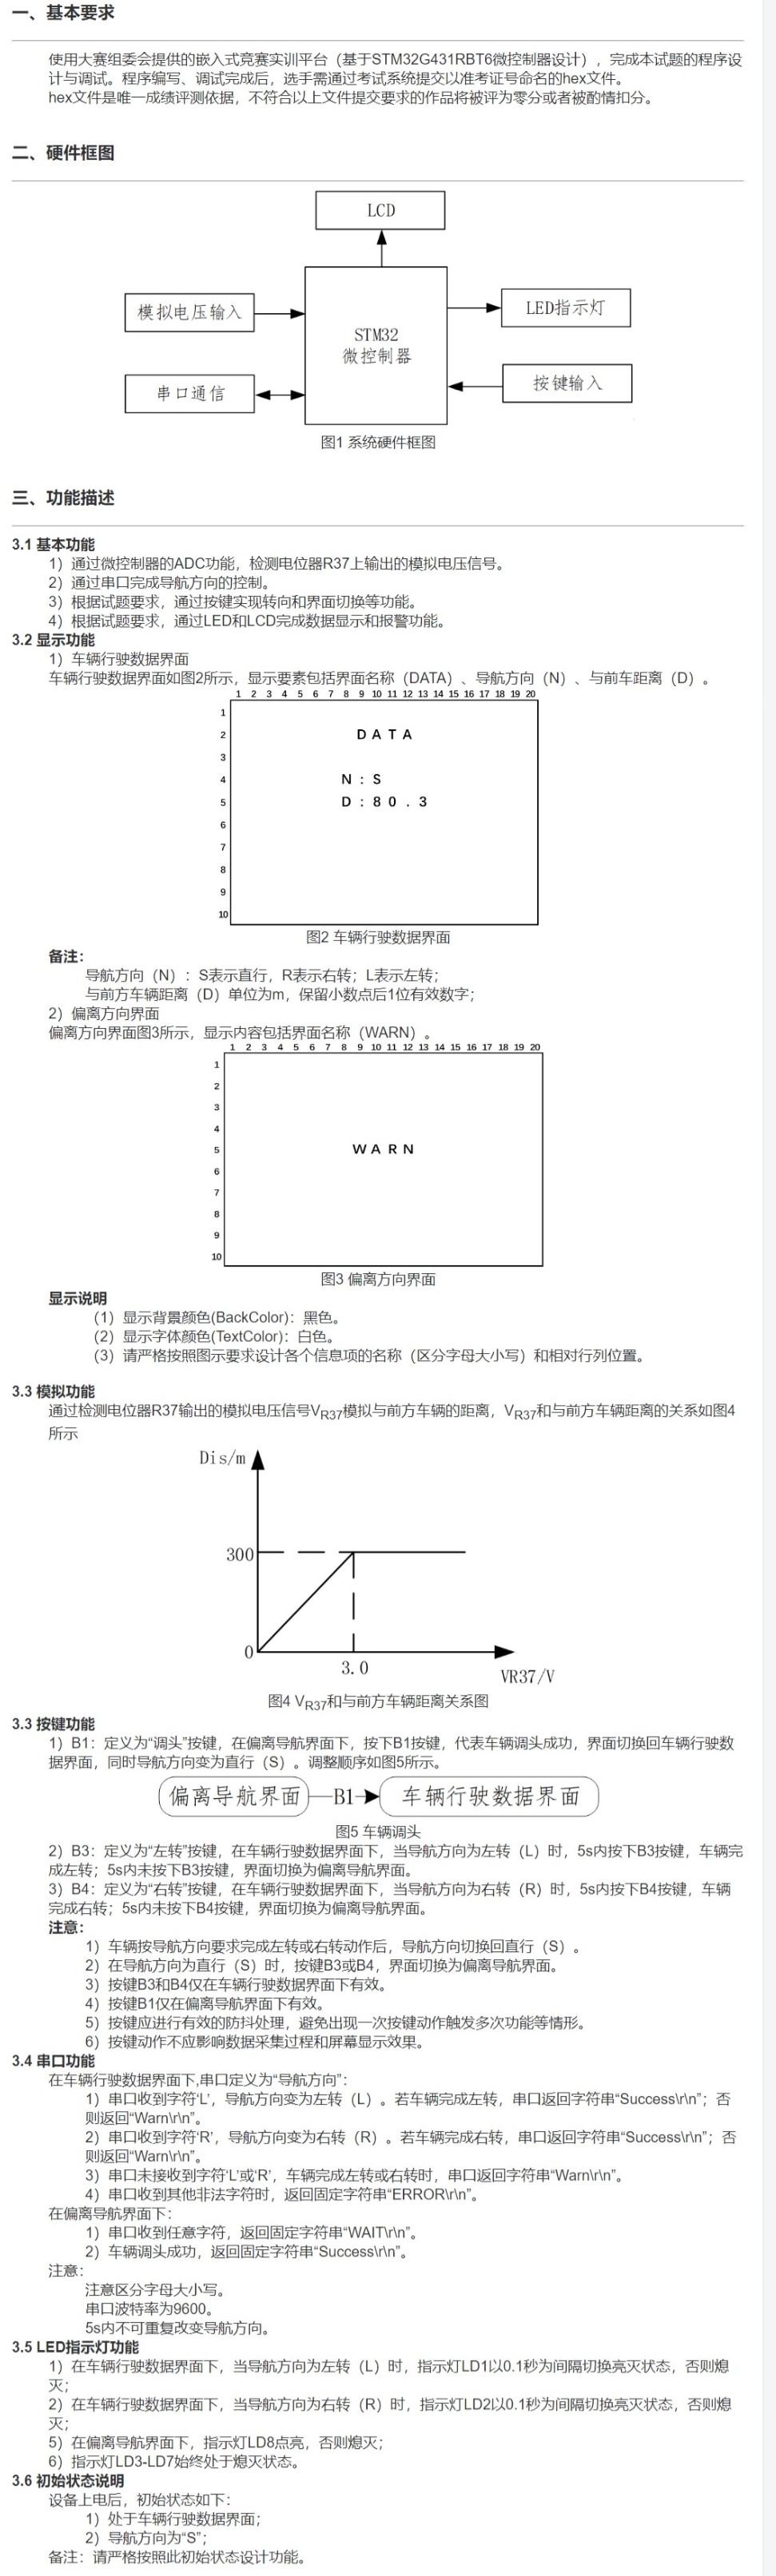 一、基本要求
使用大赛组委会提供的嵌入式竞赛实训平台（基于STM32G431RBT6微控制器设计），完成本试题的程序设
计与调试。程序编写、调试完成后，选手需通过考试系统提交以准考证号命名的hex文件。
hex文件是唯一成绩评测依据，不符合以上文件提交要求的作品将被评为零分或者被酌情扣分。
二、硬件框图
LCD
模拟电压输入
LED指示灯
STM32
微控制器
串口通信
按键输入
图1 系统硬件框图
三、功能描述
3.1 基本功能
1）通过微控制器的ADC功能，检测电位器R37上输出的模拟电压信号。
2）通过串口完成导航方向的控制。
3）根据试题要求，通过按键实现转向和界面切换等功能。
4）根据试题要求，通过LED和LCD完成数据显示和报警功能。
3.2 显示功能
1）车辆行驶数据界面
车辆行驶数据界面如图2所示，显示要素包括界面名称（DATA）、导航方向（N）、与前车距离（D）。
1 2 3 4 5 6 7 8 9 10 11 12 13 14 15 16 17 18 19 20
1
2 DATA
3
4 N:S
5 D:80.3
6
7
8
9
10
图2 车辆行驶数据界面
备注：
导航方向（N）：S表示直行，R表示右转；L表示左转；
与前方车辆距离（D）单位为m，保留小数点后1位有效数字；
2）偏离方向界面
偏离方向界面图3所示，显示内容包括界面名称（WARN）。
1 2 3 4 5 6 7 8 9 10 11 12 13 14 15 16 17 18 19 20
1
2
3
4
5 WARN
6
7
8
9
10
图3 偏离方向界面
显示说明
（1）显示背景颜色(BackColor)：黑色。
（2）显示字体颜色(TextColor)：白色。
（3）请严格按照图示要求设计各个信息项的名称（区分字母大小写）和相对行列位置。
3.3 模拟功能
通过检测电位器R37输出的模拟电压信号VR37模拟与前方车辆的距离，VR37和与前方车辆距离的关系如图4
所示
Dis/m
300
0
3.0
VR37/V
图4 VR37和与前方车辆距离关系图
3.3 按键功能
1）B1：定义为“调头”按键，在偏离导航界面下，按下B1按键，代表车辆调头成功，界面切换回车辆行驶数
据界面，同时导航方向变为直行（S）。调整顺序如图5所示。
偏离导航界面 B1 车辆行驶数据界面
图5 车辆调头
2）B3：定义为“左转”按键，在车辆行驶数据界面下，当导航方向为左转（L）时，5s内按下B3按键，车辆完
成左转；5s内未按下B3按键，界面切换为偏离导航界面。
3）B4：定义为“右转”按键，在车辆行驶数据界面下，当导航方向为右转（R）时，5s内按下B4按键，车辆
完成右转；5s内未按下B4按键，界面切换为偏离导航界面。
注意：
1）车辆按导航方向要求完成左转或右转动作后，导航方向切换回直行（S）。
2）在导航方向为直行（S）时，按键B3或B4，界面切换为偏离导航界面。
3）按键B3和B4仅在车辆行驶数据界面下有效。
4）按键B1仅在偏离导航界面下有效。
5）按键应进行有效的防抖处理，避免出现一次按键动作触发多次功能等情形。
6）按键动作不应影响数据采集过程和屏幕显示效果。
3.4 串口功能
在车辆行驶数据界面下,串口定义为“导航方向”：
1）串口收到字符‘L’，导航方向变为左转（L）。若车辆完成左转，串口返回字符串“Success\r\n”；否
则返回“Warn\r\n”。
2）串口收到字符‘R’，导航方向变为右转（R）。若车辆完成右转，串口返回字符串“Success\r\n”；否
则返回“Warn\r\n”。
3）串口未接收到字符‘L’或‘R’，车辆完成左转或右转时，串口返回字符串“Warn\r\n”。
4）串口收到其他非法字符时，返回固定字符串“ERROR\r\n”。
在偏离导航界面下：
1）串口收到任意字符，返回固定字符串“WAIT\r\n”。
2）车辆调头成功，返回固定字符串“Success\r\n”。
注意：
注意区分字母大小写。
串口波特率为9600。
5s内不可重复改变导航方向。
3.5 LED指示灯功能
1）在车辆行驶数据界面下，当导航方向为左转（L）时，指示灯LD1以0.1秒为间隔切换亮灭状态，否则熄
灭；
2）在车辆行驶数据界面下，当导航方向为右转（R）时，指示灯LD2以0.1秒为间隔切换亮灭状态，否则熄
灭；
5）在偏离导航界面下，指示灯LD8点亮，否则熄灭；
6）指示灯LD3-LD7始终处于熄灭状态。
3.6 初始状态说明
设备上电后，初始状态如下：
1）处于车辆行驶数据界面；
2）导航方向为“S”；
备注：请严格按照此初始状态设计功能。